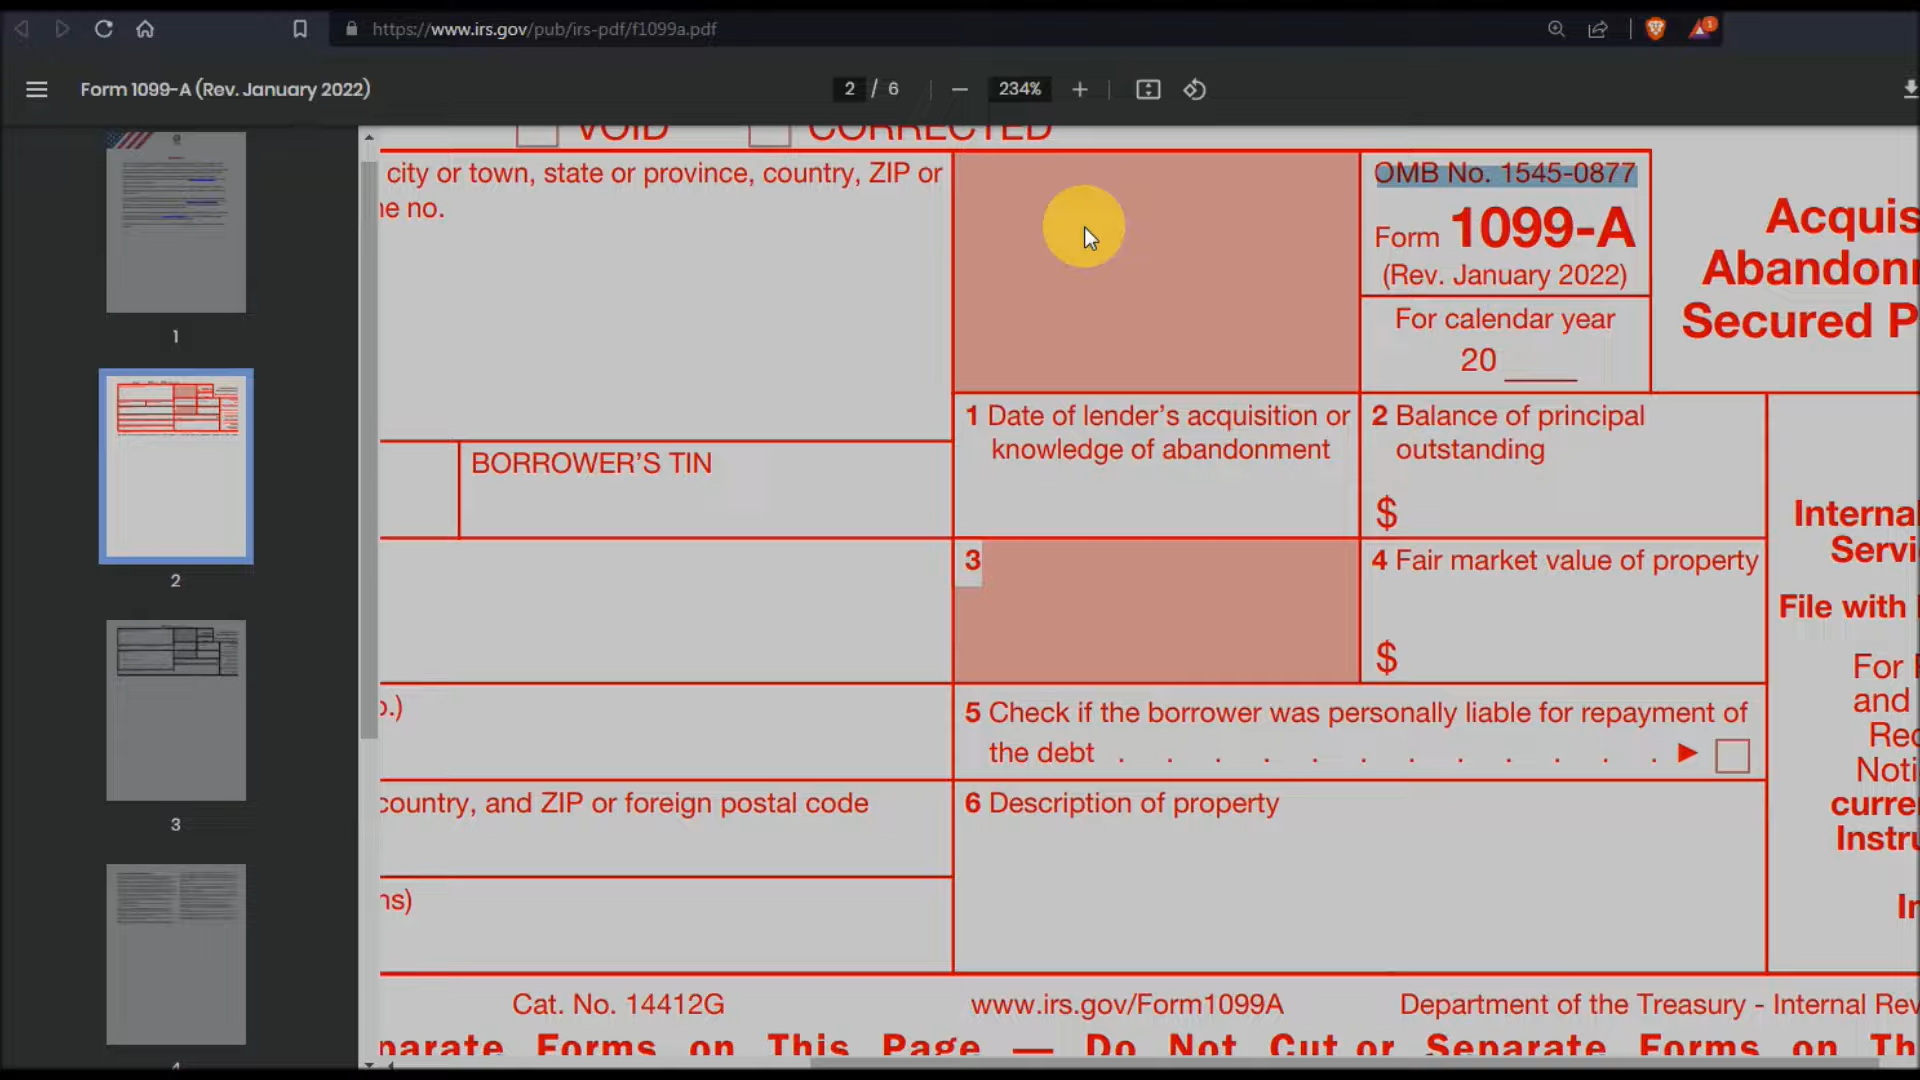 https://www.irs.gov/pub/irs-pdf/f1099a.pdf
1
Form 1099-A (Rev. January 2022)
2 / 6
234%
VOID
CORRECTED
city or town, state or province, country, ZIP or
no.
OMB No. 1545-0877
Form 1099-A
(Rev. January 2022)
For calendar year
20
Acquis
Abandon
Secured P
1 Date of lender's acquisition or
knowledge of abandonment
2 Balance of principal
outstanding
$
BORROWER'S TIN
3
4 Fair market value of property
$
Interna
Servi
File with
For
and
Rec
Noti
curre
Instru
5 Check if the borrower was personally liable for repayment of
the debt . . . . . . . . . . . . ▶
country, and ZIP or foreign postal code
6 Description of property
ns)
Cat. No. 14412G
www.irs.gov/Form1099A
Department of the Treasury - Internal Rev
parate Forms on This Page — Do Not Cut or Separate Forms on Th
1
2
3